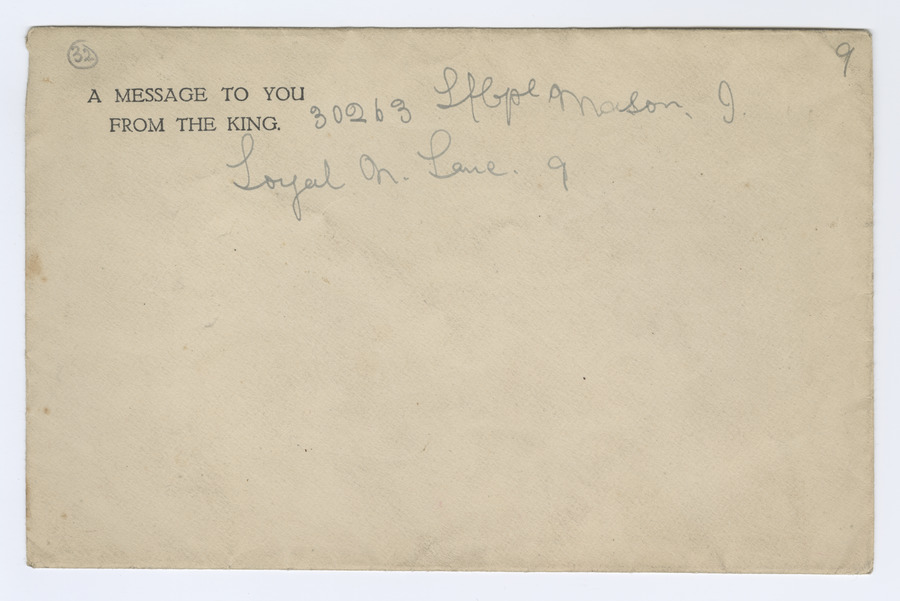 32
9
A MESSAGE TO YOU
FROM THE KING.
30263 L/Cpl Mason. J.
Loyal N. Lanc. 9